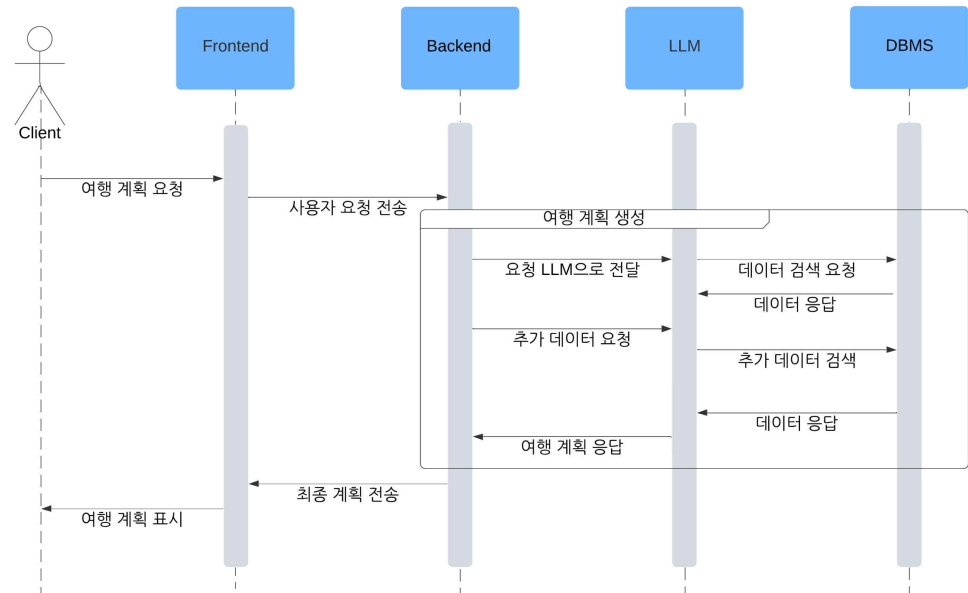 Frontend
Backend
LLM
DBMS
Client
여행 계획 요청
사용자 요청 전송
여행 계획 생성
요청 LLM으로 전달
데이터 검색 요청
데이터 응답
추가 데이터 요청
추가 데이터 검색
데이터 응답
여행 계획 응답
최종 계획 전송
여행 계획 표시